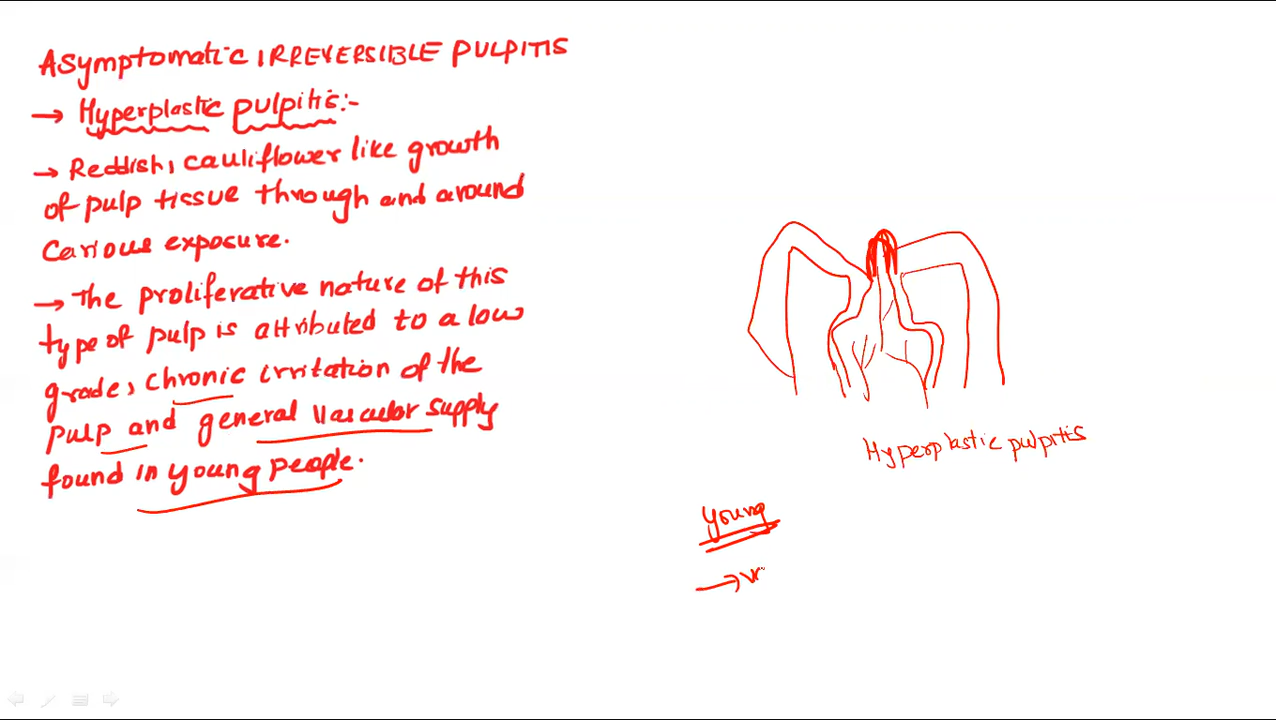 Asymptomatic IRREVERSIBLE PULPITIS
→ Hyperplastic pulpitis:-
→ Reddish, cauliflower like growth
of pulp tissue through and around
Carious exposure.
→ The proliferative nature of this
type of pulp is attributed to a low
grade, chronic irritation of the
pulp and general vascular supply
found in young people.
Hyperplastic pulpitis
Young
→